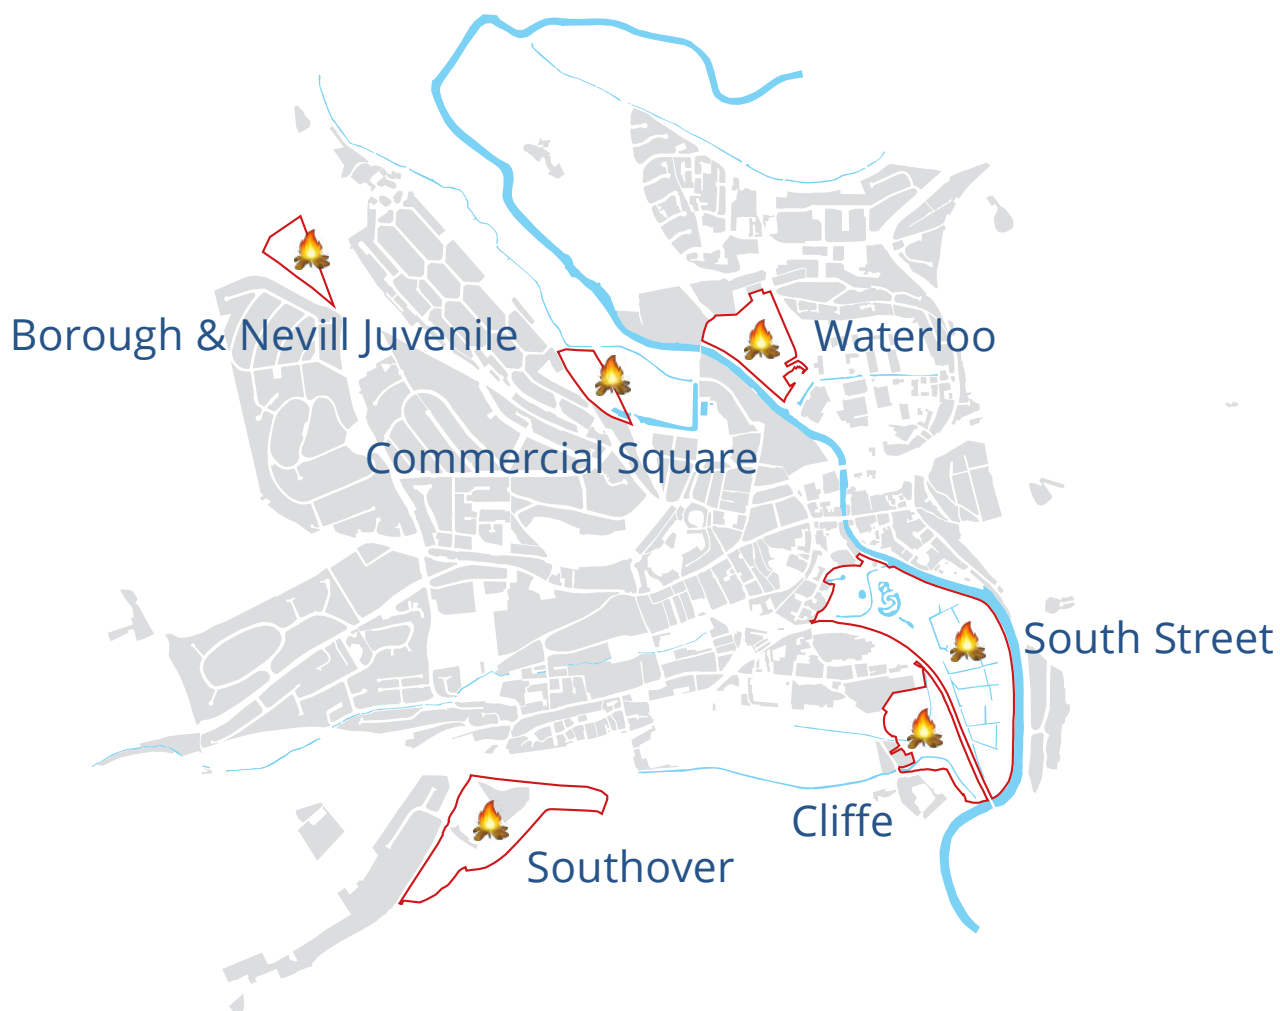 Borough & Nevill Juvenile
Waterloo
Commercial Square
South Street
Cliffe
Southover